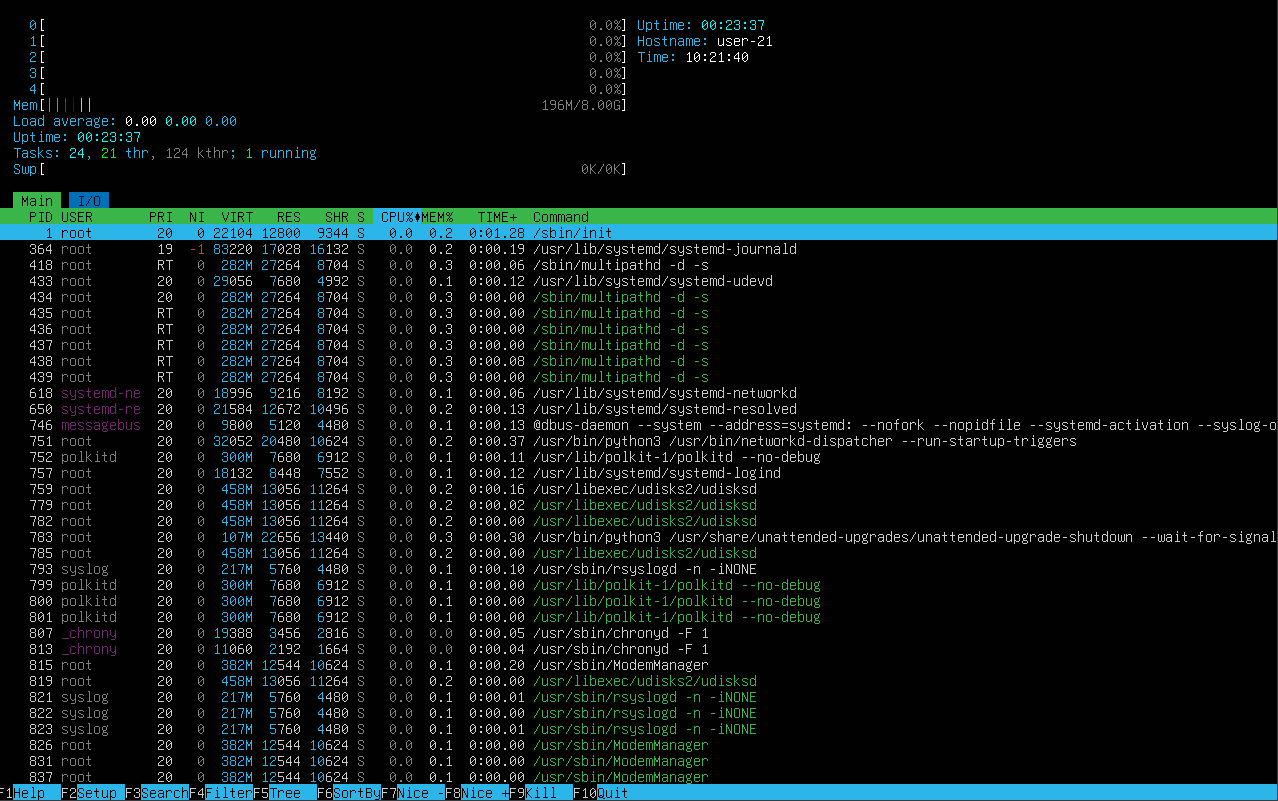 0[ 0.0%] Uptime: 00:23:37
1[ 0.0%] Hostname: user-21
2[ 0.0%] Time: 10:21:40
3[ 0.0%]
4[ 0.0%]
Mem[|||||| 196M/8.00G]
Load average: 0.00 0.00 0.00
Uptime: 00:23:37
Tasks: 24, 21 thr, 124 kthr; 1 running
Swp[ 0K/0K]
Main I/O
PID USER PRI NI VIRT RES SHR S CPU%♦MEM% TIME+ Command
1 root 20 0 22104 12800 9344 S 0.0 0.2 0:01.28 /sbin/init
364 root 19 -1 83220 17028 16132 S 0.0 0.2 0:00.19 /usr/lib/systemd/systemd-journald
418 root RT 0 282M 27264 8704 S 0.0 0.3 0:00.06 /sbin/multipathd -d -s
433 root 20 0 29056 7680 4992 S 0.0 0.1 0:00.12 /usr/lib/systemd/systemd-udevd
434 root 20 0 282M 27264 8704 S 0.0 0.3 0:00.00 /sbin/multipathd -d -s
435 root RT 0 282M 27264 8704 S 0.0 0.3 0:00.00 /sbin/multipathd -d -s
436 root RT 0 282M 27264 8704 S 0.0 0.3 0:00.00 /sbin/multipathd -d -s
437 root RT 0 282M 27264 8704 S 0.0 0.3 0:00.00 /sbin/multipathd -d -s
438 root RT 0 282M 27264 8704 S 0.0 0.3 0:00.08 /sbin/multipathd -d -s
439 root RT 0 282M 27264 8704 S 0.0 0.3 0:00.00 /sbin/multipathd -d -s
618 systemd-ne 20 0 18996 9216 8192 S 0.0 0.1 0:00.06 /usr/lib/systemd/systemd-networkd
650 systemd-re 20 0 21584 12672 10496 S 0.0 0.2 0:00.13 /usr/lib/systemd/systemd-resolved
746 messagebus 20 0 9800 5120 4480 S 0.0 0.1 0:00.13 @dbus-daemon --system --address=systemd: --nofork --nopidfile --systemd-activation --syslog-o
751 root 20 0 32052 20480 10624 S 0.0 0.2 0:00.37 /usr/bin/python3 /usr/bin/networkd-dispatcher --run-startup-triggers
752 polkitd 20 0 300M 7680 6912 S 0.0 0.1 0:00.11 /usr/lib/polkit-1/polkitd --no-debug
757 root 20 0 18132 8448 7552 S 0.0 0.1 0:00.12 /usr/lib/systemd/systemd-logind
759 root 20 0 458M 13056 11264 S 0.0 0.2 0:00.16 /usr/libexec/udisks2/udisksd
779 root 20 0 458M 13056 11264 S 0.0 0.2 0:00.02 /usr/libexec/udisks2/udisksd
782 root 20 0 458M 13056 11264 S 0.0 0.2 0:00.00 /usr/libexec/udisks2/udisksd
783 root 20 0 107M 22656 13440 S 0.0 0.3 0:00.30 /usr/bin/python3 /usr/share/unattended-upgrades/unattended-upgrade-shutdown --wait-for-signal
785 root 20 0 458M 13056 11264 S 0.0 0.2 0:00.00 /usr/libexec/udisks2/udisksd
793 syslog 20 0 217M 5760 4480 S 0.0 0.1 0:00.10 /usr/sbin/rsyslogd -n -iNONE
799 polkitd 20 0 300M 7680 6912 S 0.0 0.1 0:00.00 /usr/lib/polkit-1/polkitd --no-debug
800 polkitd 20 0 300M 7680 6912 S 0.0 0.1 0:00.00 /usr/lib/polkit-1/polkitd --no-debug
801 polkitd 20 0 300M 7680 6912 S 0.0 0.1 0:00.00 /usr/lib/polkit-1/polkitd --no-debug
807 _chrony 20 0 19388 3456 2816 S 0.0 0.0 0:00.05 /usr/sbin/chronyd -F 1
813 _chrony 20 0 11060 2192 1664 S 0.0 0.0 0:00.04 /usr/sbin/chronyd -F 1
815 root 20 0 382M 12544 10624 S 0.0 0.1 0:00.20 /usr/sbin/ModemManager
819 root 20 0 458M 13056 11264 S 0.0 0.2 0:00.00 /usr/libexec/udisks2/udisksd
821 syslog 20 0 217M 5760 4480 S 0.0 0.1 0:00.01 /usr/sbin/rsyslogd -n -iNONE
822 syslog 20 0 217M 5760 4480 S 0.0 0.1 0:00.00 /usr/sbin/rsyslogd -n -iNONE
823 syslog 20 0 217M 5760 4480 S 0.0 0.1 0:00.01 /usr/sbin/rsyslogd -n -iNONE
826 root 20 0 382M 12544 10624 S 0.0 0.1 0:00.00 /usr/sbin/ModemManager
831 root 20 0 382M 12544 10624 S 0.0 0.1 0:00.00 /usr/sbin/ModemManager
837 root 20 0 382M 12544 10624 S 0.0 0.1 0:00.00 /usr/sbin/ModemManager
F1Help F2Setup F3SearchF4FilterF5Tree F6SortByF7Nice -F8Nice +F9Kill F10Quit